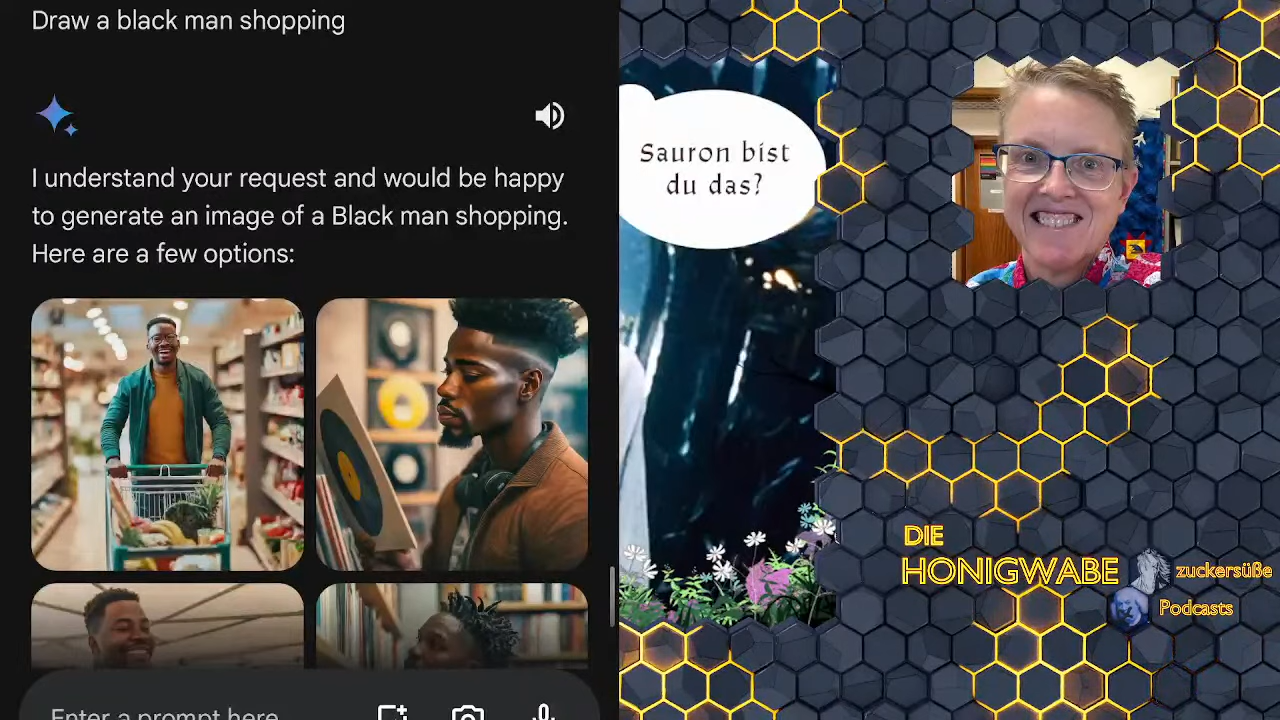 Draw a black man shopping
I understand your request and would be happy
to generate an image of a Black man shopping.
Here are a few options:
Enter a prompt here
Sauron bist
du das?
DIE
HONIGWABE
zuckersüße
Podcasts